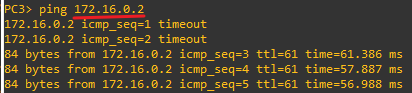 PC3> ping 172.16.0.2
172.16.0.2 icmp_seq=1 timeout
172.16.0.2 icmp_seq=2 timeout
84 bytes from 172.16.0.2 icmp_seq=3 ttl=61 time=61.386 ms
84 bytes from 172.16.0.2 icmp_seq=4 ttl=61 time=57.887 ms
84 bytes from 172.16.0.2 icmp_seq=5 ttl=61 time=56.988 ms